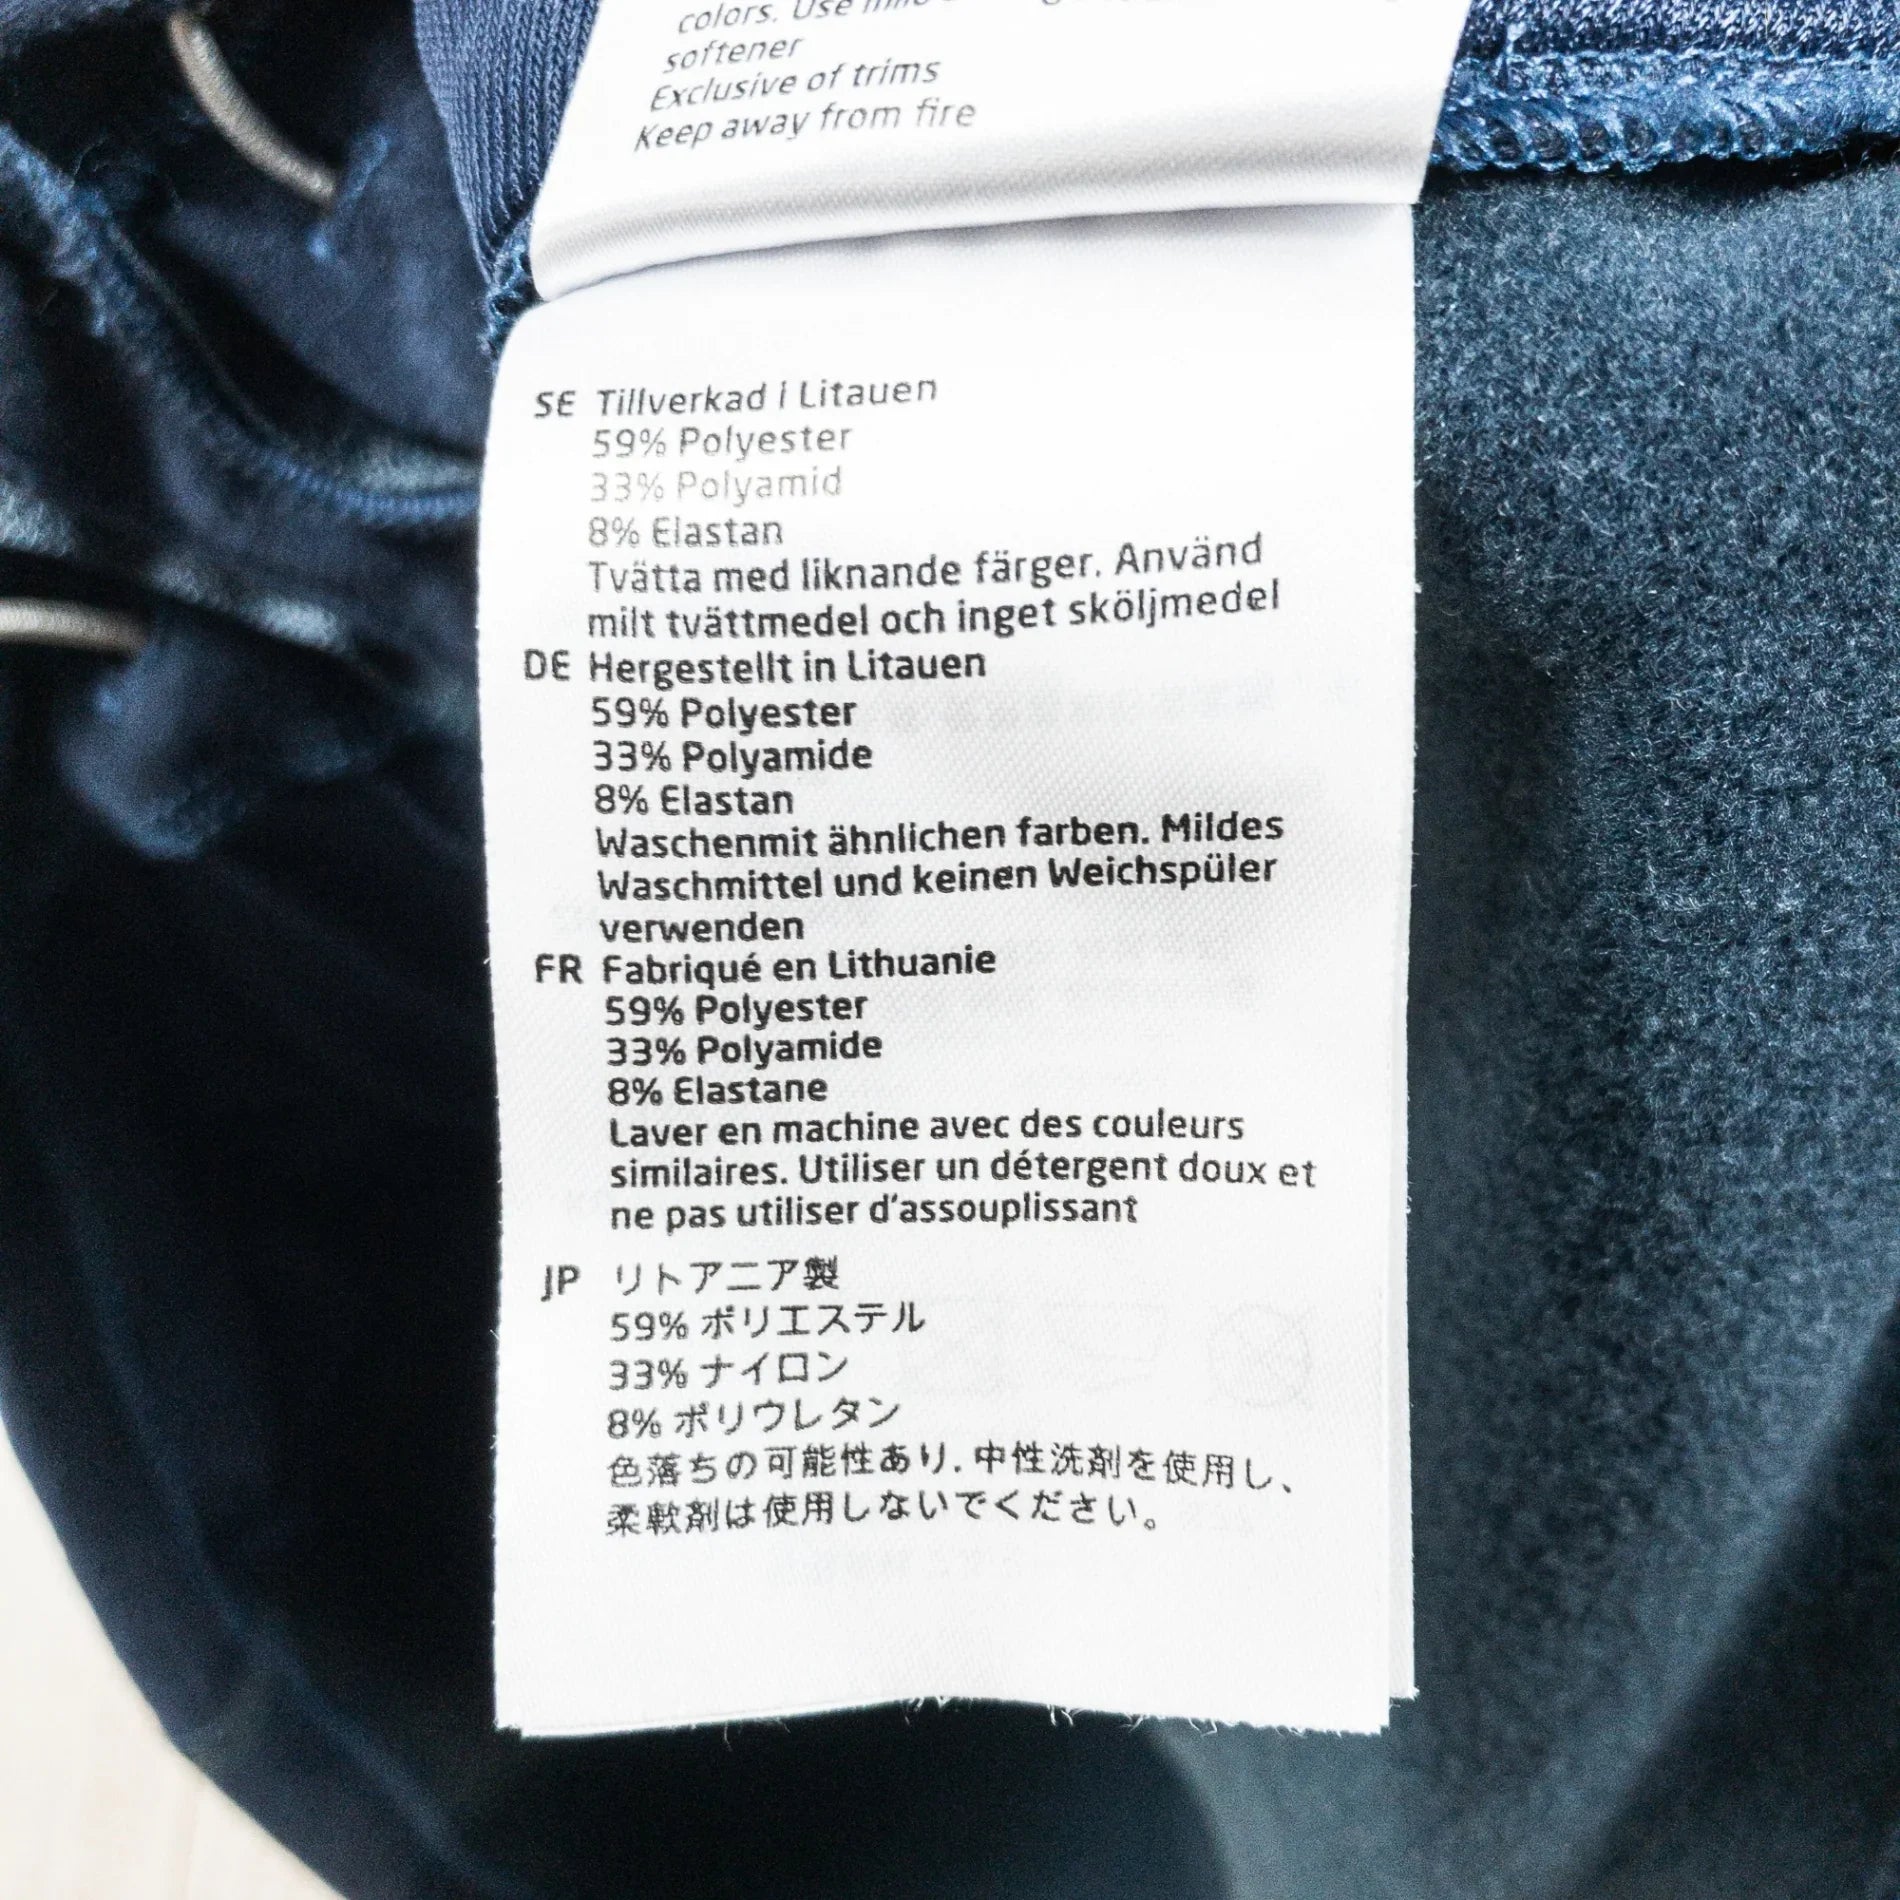 colors. Use mild
softener
Exclusive of trims
Keep away from fire
SE Tillverkad i Litauen
59% Polyester
33% Polyamid
8% Elastan
Tvätta med liknande färger. Använd
milt tvättmedel och inget sköljmedel
DE Hergestellt in Litauen
59% Polyester
33% Polyamide
8% Elastan
Waschenmit ähnlichen farben. Mildes
Waschmittel und keinen Weichspüler
verwenden
FR Fabriqué en Lithuanie
59% Polyester
33% Polyamide
8% Elastane
Laver en machine avec des couleurs
similaires. Utiliser un détergent doux et
ne pas utiliser d'assouplissant
JP リトアニア製
59% ポリエステル
33% ナイロン
8% ポリウレタン
色落ちの可能性あり. 中性洗剤を使用し、
柔軟剤は使用しないでください。